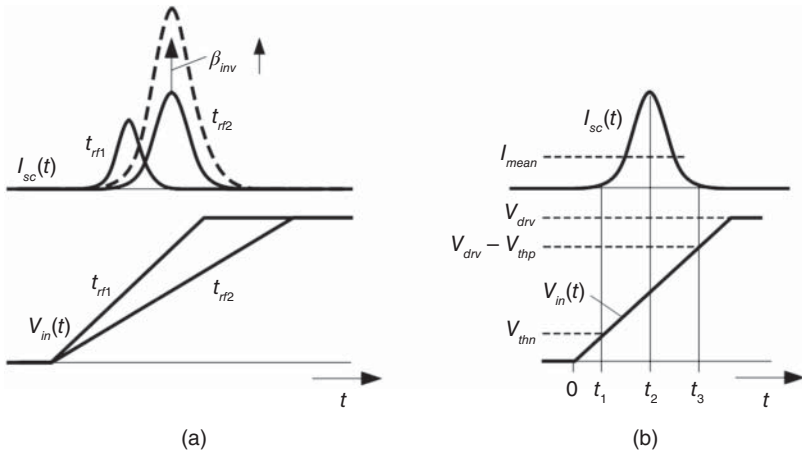 β_inv
t_rf1
t_rf2
I_sc(t)
t_rf1
t_rf2
V_in(t)
t
(a)
I_sc(t)
I_mean
V_drv
V_drv − V_thp
V_in(t)
V_thn
0 t_1 t_2 t_3 t
(b)